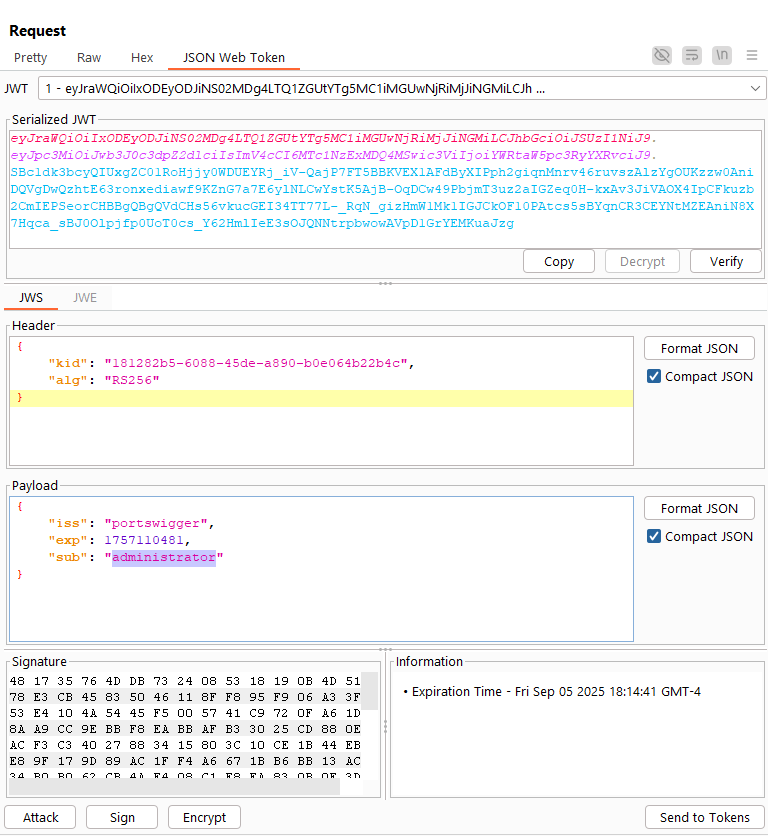 Request
Pretty Raw Hex JSON Web Token \n
JWT 1 - eyJraWQiOiIxODEyODJiNS02MDg4LTQ1ZGUtYTg5MC1iMGUwNjRiMjJiNGMiLCJh ...
Serialized JWT
eyJraWQiOiIxODEyODJiNS02MDg4LTQ1ZGUtYTg5MC1iMGUwNjRiMjJiNGMiLCJhbGciOiJSUzI1NiJ9.
eyJpc3MiOiJwb3J0c3dpZ2dlciIsImV4cCI6MTc1NzExMDQ4MSwic3ViIjoiYWRtaW5pc3RyYXRvciJ9.
Copy Decrypt Verify
JWS JWE
Header
{
"kid": "181282b5-6088-45de-a890-b0e064b22b4c",
"alg": "RS256"
}
Format JSON
Compact JSON
Payload
{
"iss": "portswigger",
"exp": 1757110481,
"sub": "administrator"
}
Format JSON
Compact JSON
Signature
48 17 35 76 4D DB 73 24 08 53 18 19 0B 4D 51
78 E3 CB 45 83 50 46 11 8F F8 95 F9 06 A3 3F
53 E4 10 4A 54 45 F5 00 57 41 C9 72 0F A6 1D
8A A9 CC 9E BB F8 EA BB AF B3 30 25 CD 88 0E
AC F3 C3 40 27 88 34 15 80 3C 10 CE 1B 44 EB
E8 9F 17 9D 89 AC 1F F4 A6 67 1B B6 BB 13 AC
Information
• Expiration Time - Fri Sep 05 2025 18:14:41 GMT-4
Attack Sign Encrypt Send to Tokens